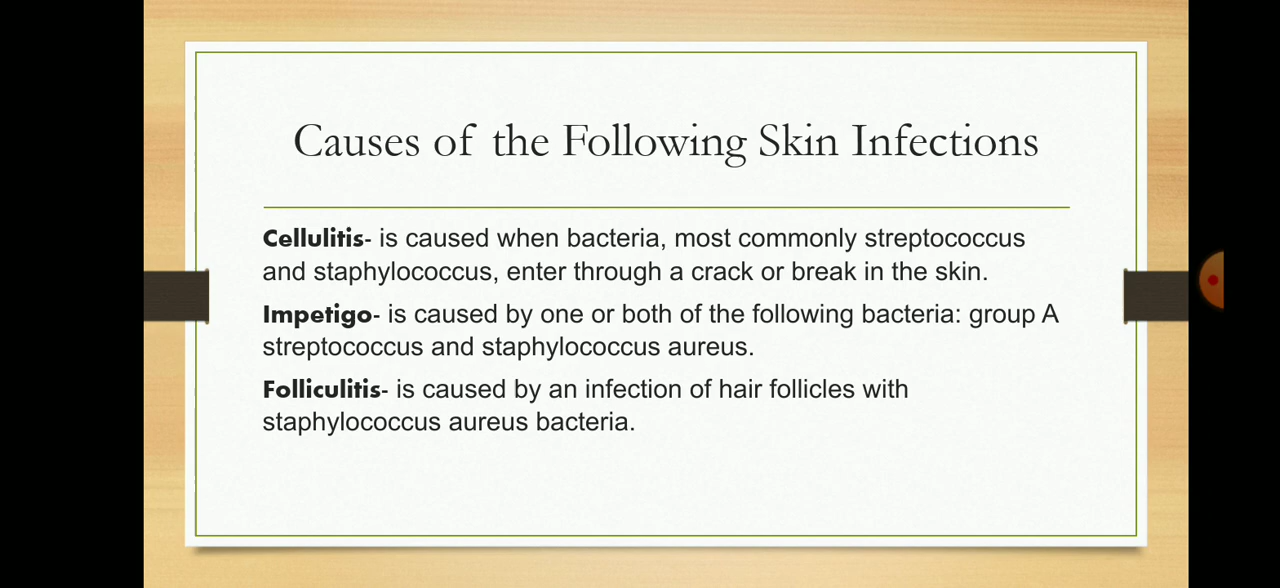 Causes of the Following Skin Infections
Cellulitis- is caused when bacteria, most commonly streptococcus
and staphylococcus, enter through a crack or break in the skin.
Impetigo- is caused by one or both of the following bacteria: group A
streptococcus and staphylococcus aureus.
Folliculitis- is caused by an infection of hair follicles with
staphylococcus aureus bacteria.